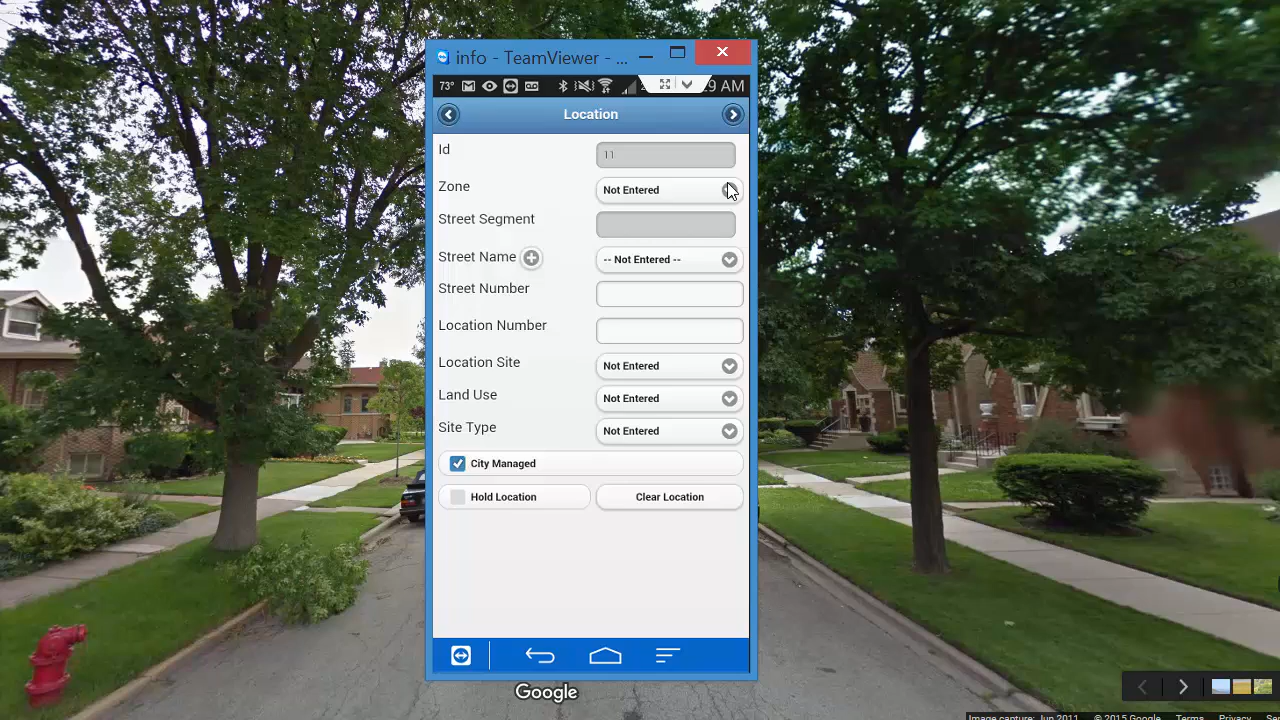 info - TeamViewer - ...
73° 9 AM
Location
Id 11
Zone Not Entered
Street Segment
Street Name -- Not Entered --
Street Number
Location Number
Location Site Not Entered
Land Use Not Entered
Site Type Not Entered
City Managed
Hold Location Clear Location
Google
Image capture: Jun 2011 © 2015 Google Terms Privacy